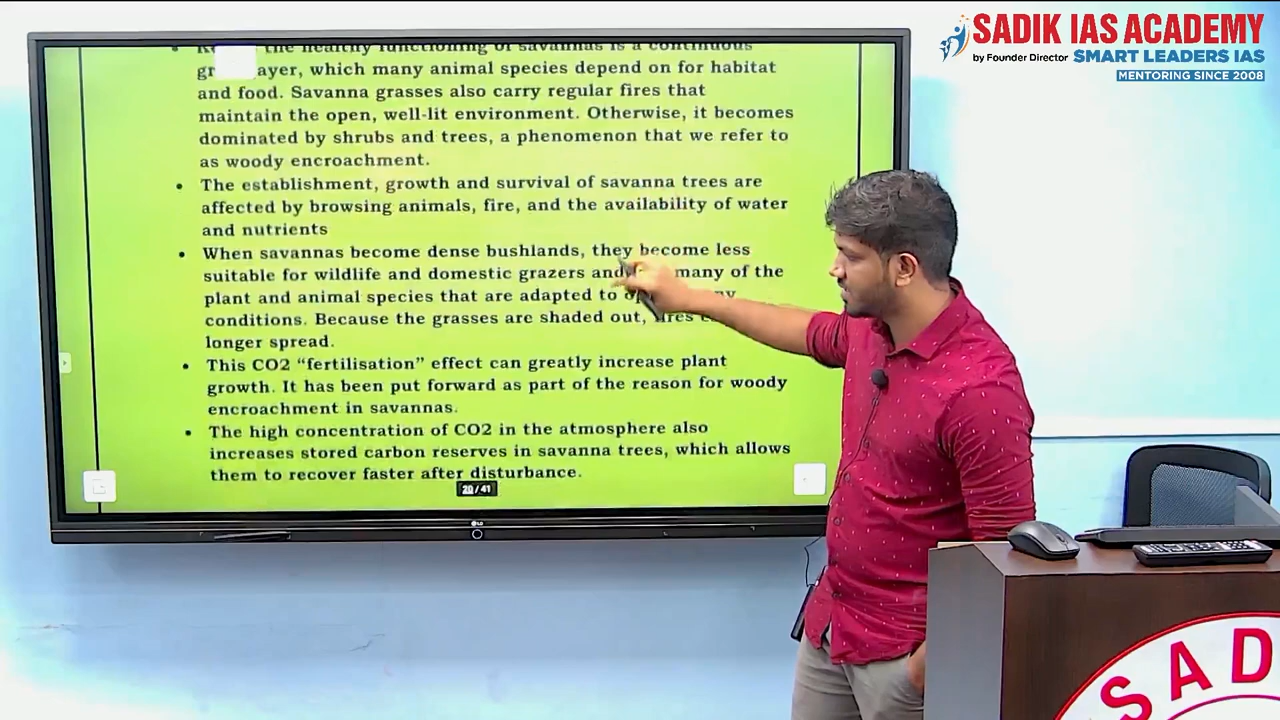 SADIK IAS ACADEMY
by Founder Director SMART LEADERS IAS
MENTORING SINCE 2008
the healthy functioning of savannas is a continuous
layer, which many animal species depend on for habitat
and food. Savanna grasses also carry regular fires that
maintain the open, well-lit environment. Otherwise, it becomes
dominated by shrubs and trees, a phenomenon that we refer to
as woody encroachment.
• The establishment, growth and survival of savanna trees are
affected by browsing animals, fire, and the availability of water
and nutrients
• When savannas become dense bushlands, they become less
suitable for wildlife and domestic grazers and many of the
plant and animal species that are adapted to
conditions. Because the grasses are shaded out, fires
longer spread.
• This CO2 “fertilisation” effect can greatly increase plant
growth. It has been put forward as part of the reason for woody
encroachment in savannas.
• The high concentration of CO2 in the atmosphere also
increases stored carbon reserves in savanna trees, which allows
them to recover faster after disturbance.
20 / 41
LG
SAD